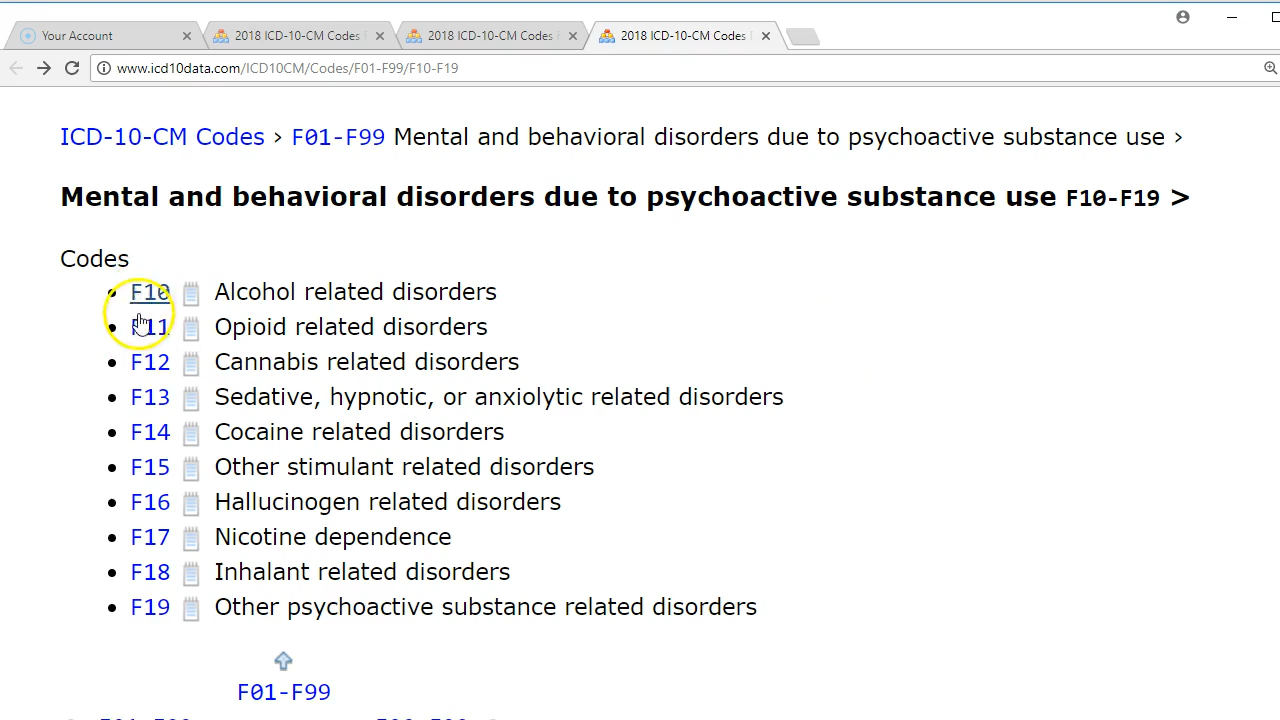 Your Account
2018 ICD-10-CM Codes
2018 ICD-10-CM Codes
2018 ICD-10-CM Codes
www.icd10data.com/ICD10CM/Codes/F01-F99/F10-F19
ICD-10-CM Codes › F01-F99 Mental and behavioral disorders due to psychoactive substance use ›
Mental and behavioral disorders due to psychoactive substance use F10-F19 >
Codes
F10 Alcohol related disorders
F11 Opioid related disorders
F12 Cannabis related disorders
F13 Sedative, hypnotic, or anxiolytic related disorders
F14 Cocaine related disorders
F15 Other stimulant related disorders
F16 Hallucinogen related disorders
F17 Nicotine dependence
F18 Inhalant related disorders
F19 Other psychoactive substance related disorders
F01-F99